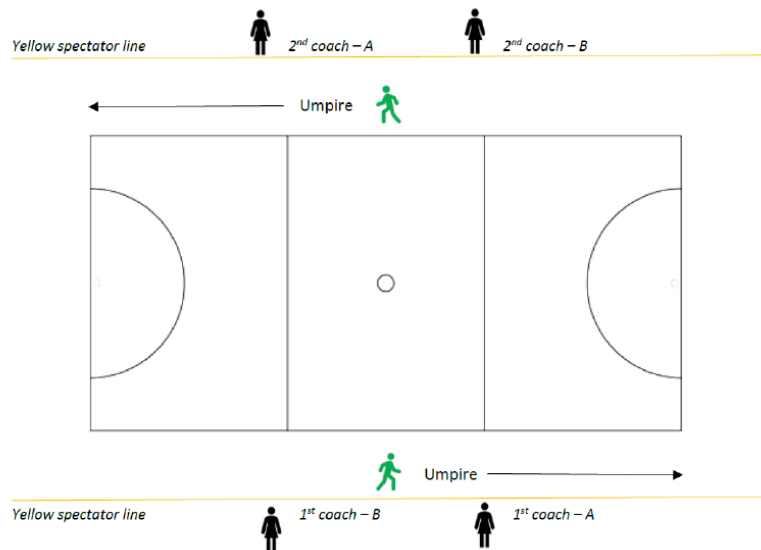 Yellow spectator line 2nd coach – A 2nd coach – B
Umpire
Umpire
Yellow spectator line 1st coach – B 1st coach – A